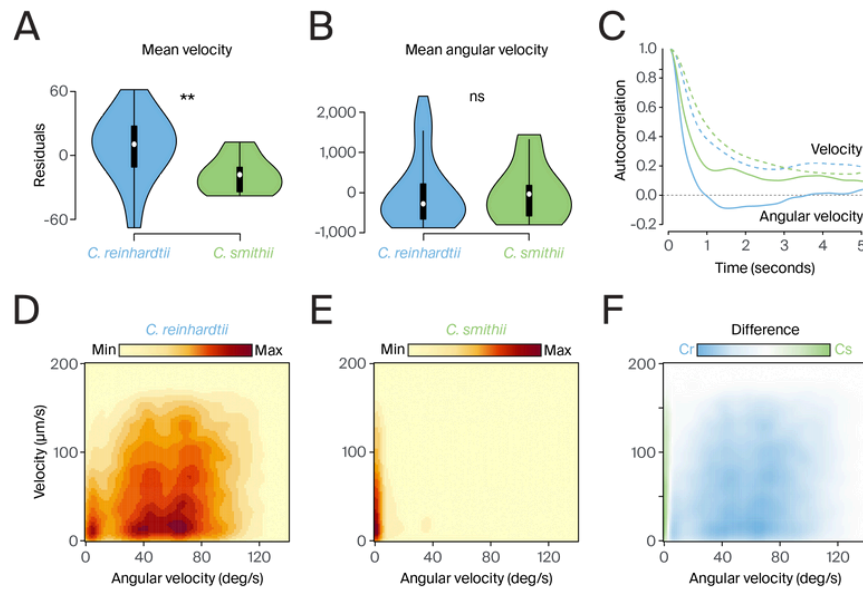 A
Mean velocity
**
Residuals
60
0
-60
C. reinhardtii
C. smithii
B
Mean angular velocity
ns
2,000
1,000
0
-1,000
C. reinhardtii
C. smithii
C
Autocorrelation
1.0
0.8
0.6
0.4
0.2
0.0
-0.2
Velocity
Angular velocity
0 1 2 3 4 5
Time (seconds)
D
C. reinhardtii
Min Max
Velocity (µm/s)
200
100
0
0 40 80 120
Angular velocity (deg/s)
E
C. smithii
Min Max
200
100
0
0 40 80 120
Angular velocity (deg/s)
F
Difference
Cr Cs
200
100
0
0 40 80 120
Angular velocity (deg/s)